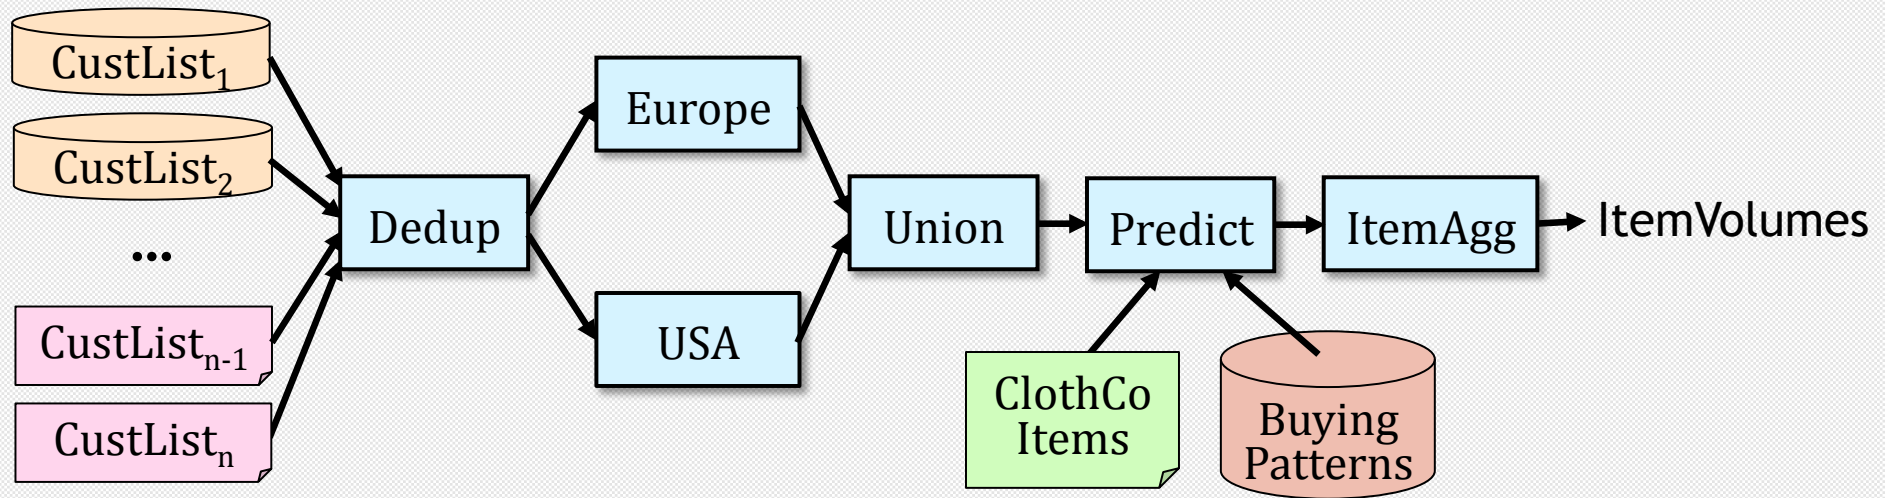 CustList₁
CustList₂
...
CustListₙ₋₁
CustListₙ
Dedup
Europe
USA
Union
Predict
ItemAgg
ItemVolumes
ClothCo
Items
Buying
Patterns